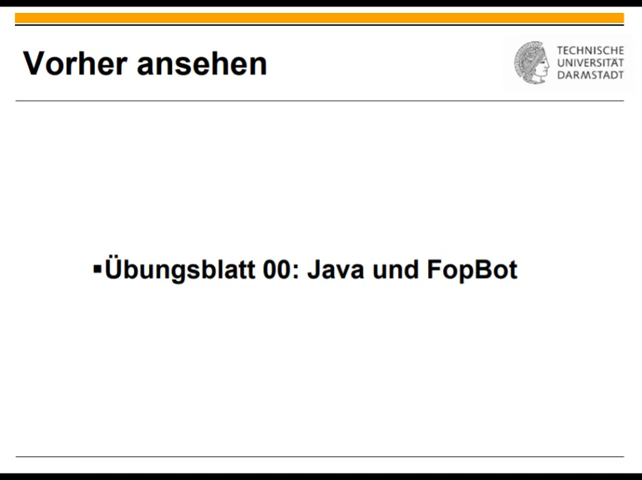 Vorher ansehen
TECHNISCHE
UNIVERSITÄT
DARMSTADT
▪Übungsblatt 00: Java und FopBot